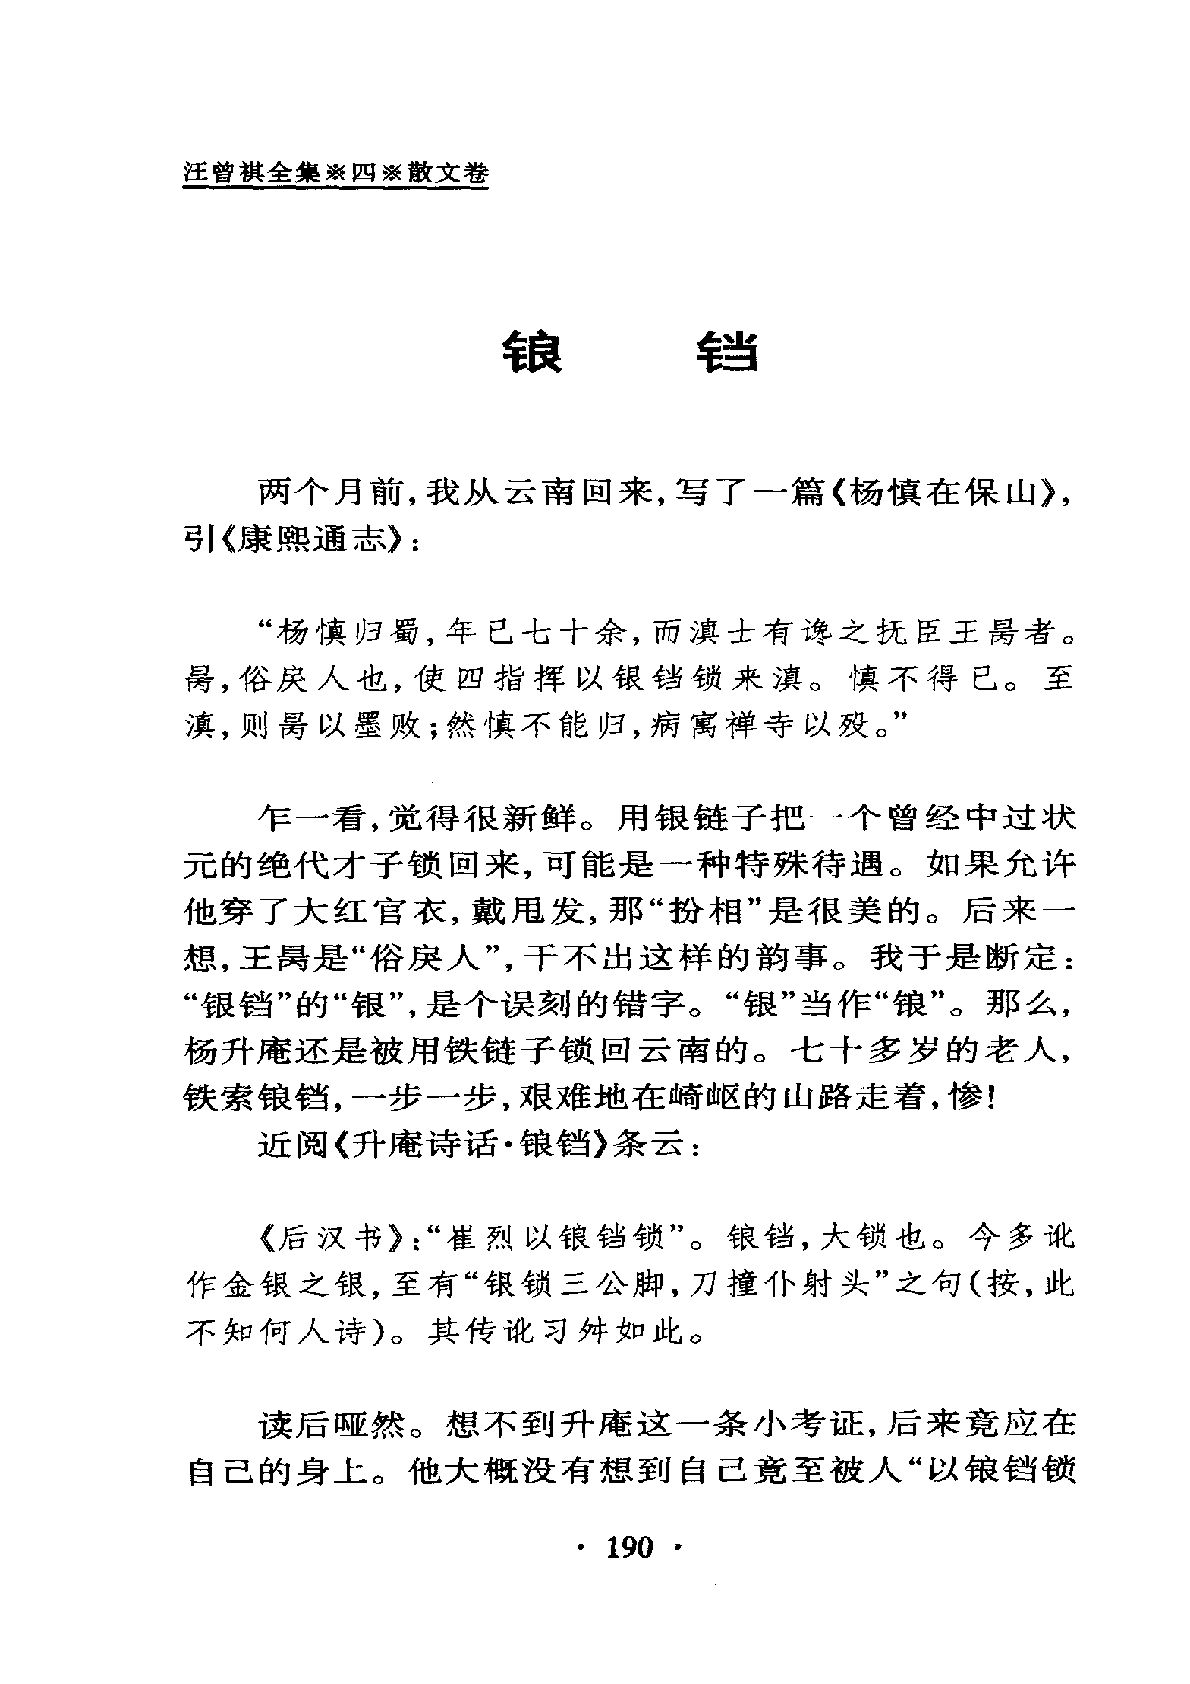 汪曾祺全集※四※散文卷
锒 铛
两个月前,我从云南回来,写了一篇《杨慎在保山》,
引《康熙通志》:
“杨慎归蜀,年已七十余,而滇士有谗之抚臣王昺者。
昺,俗戾人也,使四指挥以银铛锁来滇。慎不得已。至
滇,则昺以墨败;然慎不能归,病寓禅寺以殁。”
乍一看,觉得很新鲜。用银链子把一个曾经中过状
元的绝代才子锁回来,可能是一种特殊待遇。如果允许
他穿了大红官衣,戴甩发,那“扮相”是很美的。后来一
想,王昺是“俗戾人”,干不出这样的韵事。我于是断定:
“银铛”的“银”,是个误刻的错字。“银”当作“锒”。那么,
杨升庵还是被用铁链子锁回云南的。七十多岁的老人,
铁索锒铛,一步一步,艰难地在崎岖的山路走着,惨!
近阅《升庵诗话·锒铛》条云:
《后汉书》:“崔烈以锒铛锁”。锒铛,大锁也。今多讹
作金银之银,至有“银锁三公脚,刀撞仆射头”之句(按,此
不知何人诗)。其传讹习舛如此。
读后哑然。想不到升庵这一条小考证,后来竟应在
自己的身上。他大概没有想到自己竟至被人“以锒铛锁
· 190 ·